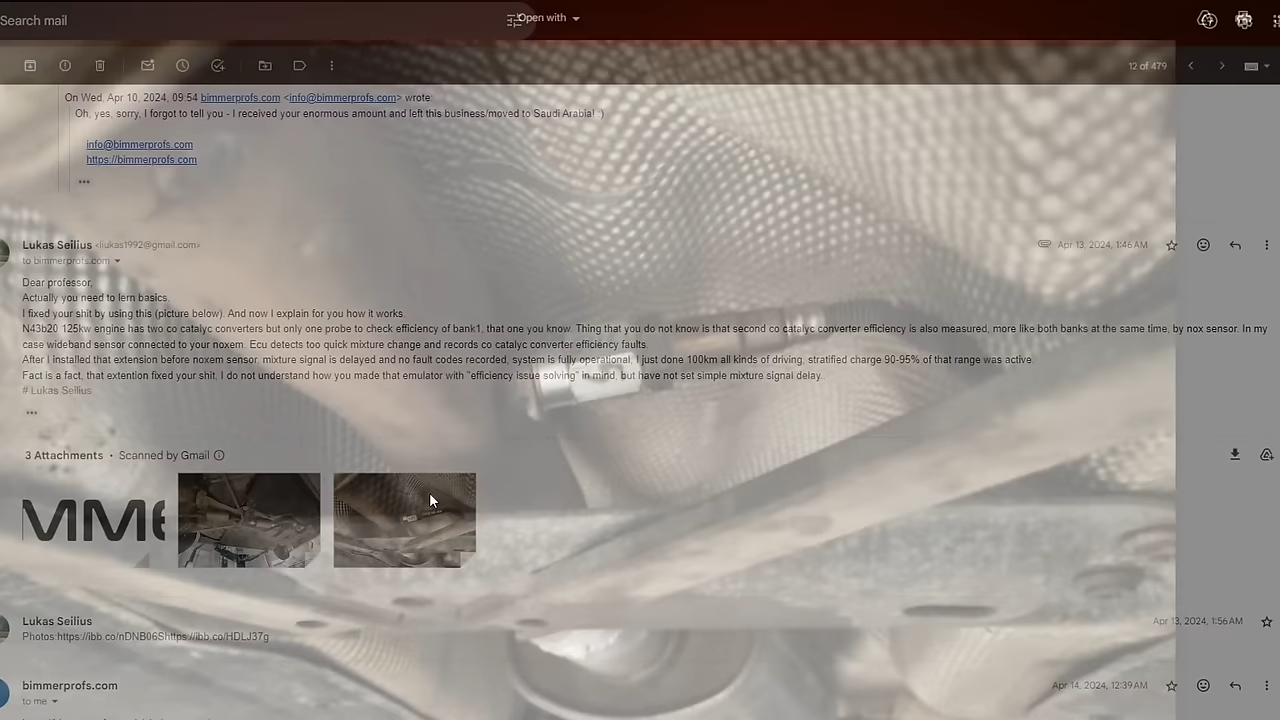 Search mail
Open with
12 of 479
On Wed, Apr 10, 2024, 09:54 bimmerprofs.com <info@bimmerprofs.com> wrote:
Oh, yes, sorry, I forgot to tell you - I received your enormous amount and left this business/moved to Saudi Arabia! :)
info@bimmerprofs.com
https://bimmerprofs.com
Lukas Seilius <liukas1992@gmail.com>
Apr 13, 2024, 1:46 AM
to bimmerprofs.com
Dear professor,
Actually you need to lern basics.
I fixed your shit by using this (picture below). And now I explain for you how it works.
N43b20 125kw engine has two co catalyc converters but only one probe to check efficiency of bank1, that one you know. Thing that you do not know is that second co catalyc converter efficiency is also measured, more like both banks at the same time, by nox sensor. In my
case wideband sensor connected to your noxem. Ecu detects too quick mixture change and records co catalyc converter efficiency faults.
After I installed that extension before noxem sensor, mixture signal is delayed and no fault codes recorded, system is fully operational, I just done 100km all kinds of driving, stratified charge 90-95% of that range was active.
Fact is a fact, that extention fixed your shit, I do not understand how you made that emulator with "efficiency issue solving" in mind, but have not set simple mixture signal delay..
# Lukas Seilius
3 Attachments • Scanned by Gmail
MME
Lukas Seilius
Apr 13, 2024, 1:56 AM
Photos:https://ibb.co/nDNB06Shttps://ibb.co/HDLJ37g
bimmerprofs.com
Apr 14, 2024, 12:39 AM
to me